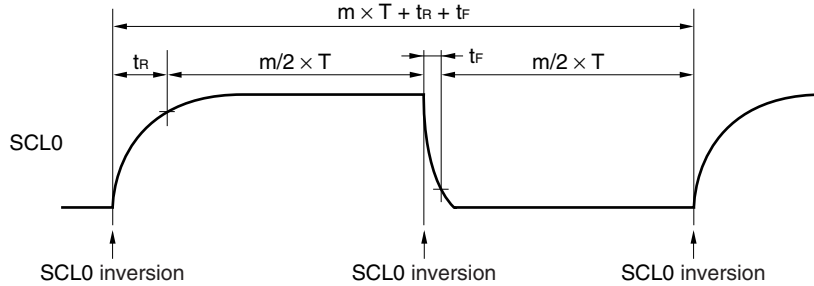 m × T + tR + tF
tR
m/2 × T
tF
m/2 × T
SCL0
SCL0 inversion
SCL0 inversion
SCL0 inversion